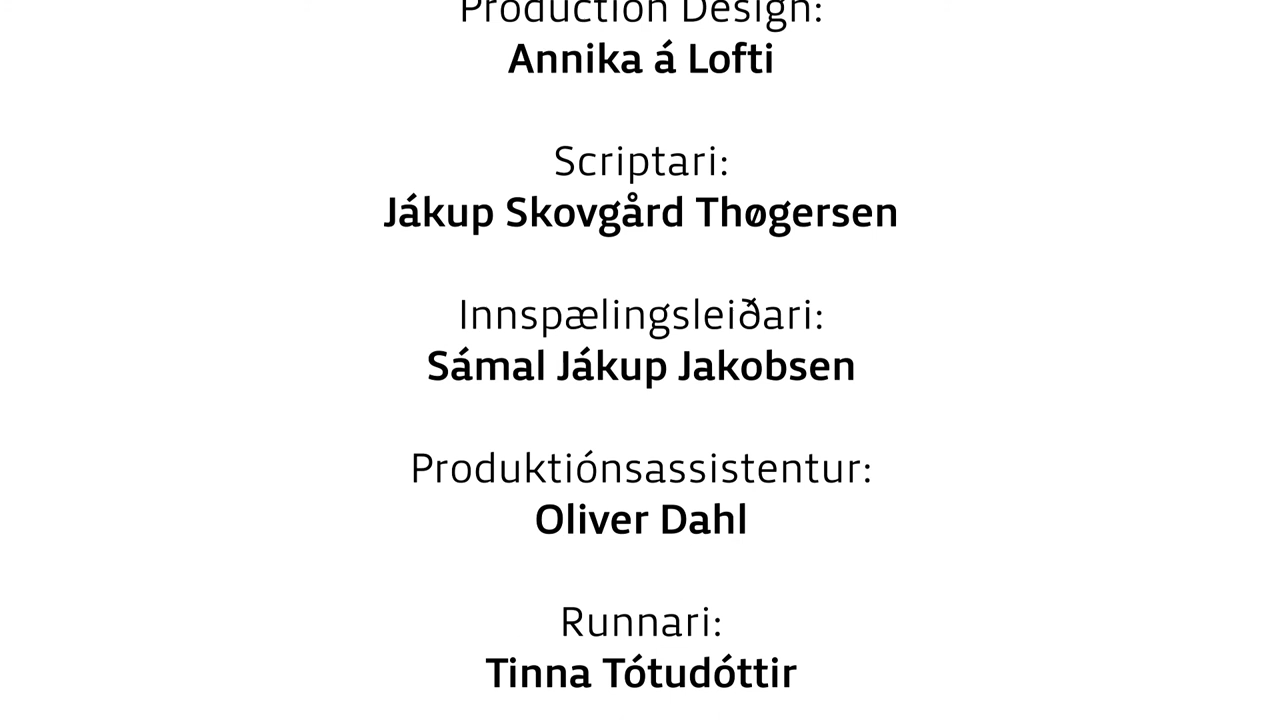 Production Design:
Annika á Lofti
Scriptari:
Jákup Skovgård Thøgersen
Innspælingsleiðari:
Sámal Jákup Jakobsen
Produktiónsassistentur:
Oliver Dahl
Runnari:
Tinna Tótudóttir